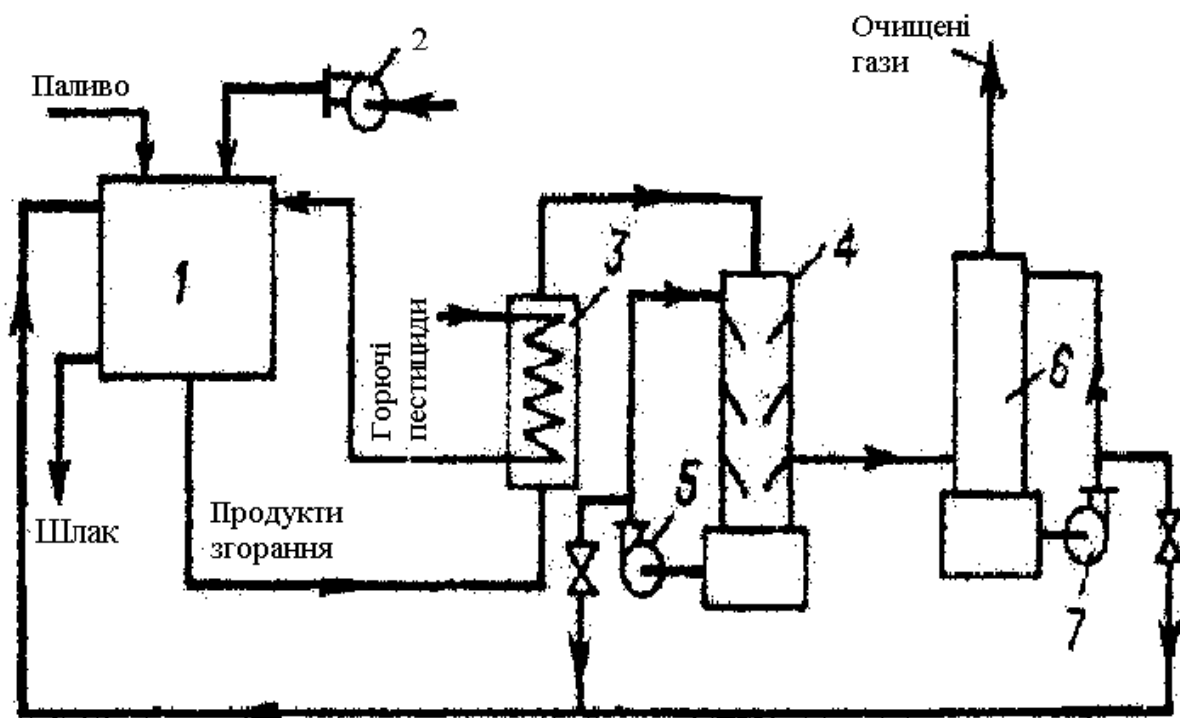 Очищені
гази
2
Паливо
1
3
4
Горючі
пестициди
6
5
Продукти
згорання
Шлак
7